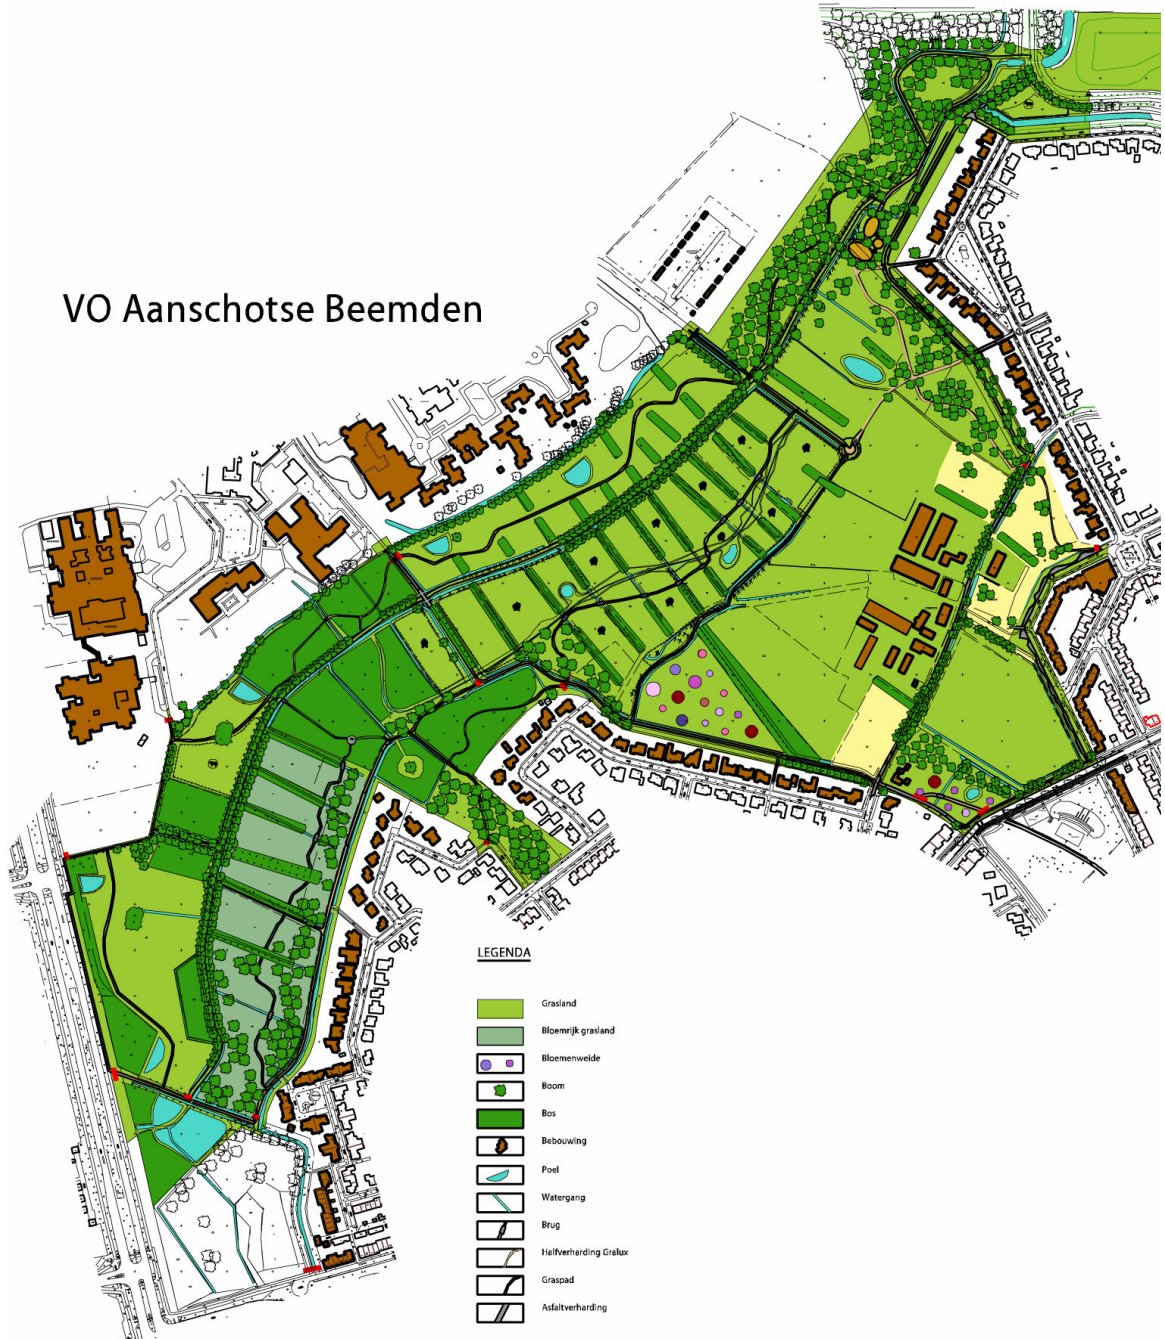 VO Aanschotse Beemden
LEGENDA
Grasland
Bloemrijk grasland
Bloemenweide
Boom
Bos
Bebouwing
Poel
Watergang
Brug
Halfverharding Gralux
Graspad
Asfaltverharding